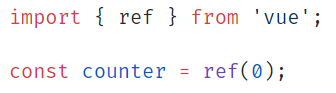 import { ref } from 'vue';
const counter = ref(0);